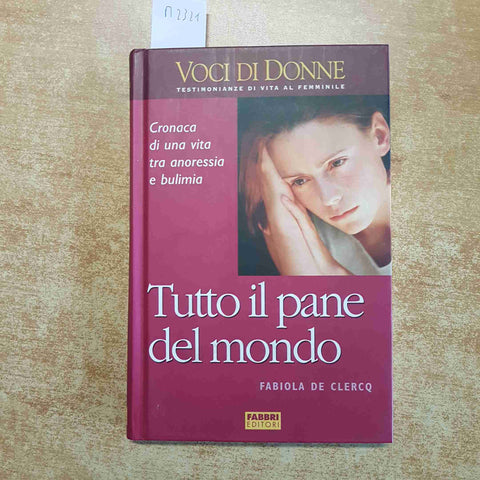 n2321
VOCI DI DONNE
TESTIMONIANZE DI VITA AL FEMMINILE
Cronaca
di una vita
tra anoressia
e bulimia
Tutto il pane
del mondo
FABIOLA DE CLERCQ
FABBRI
EDITORI